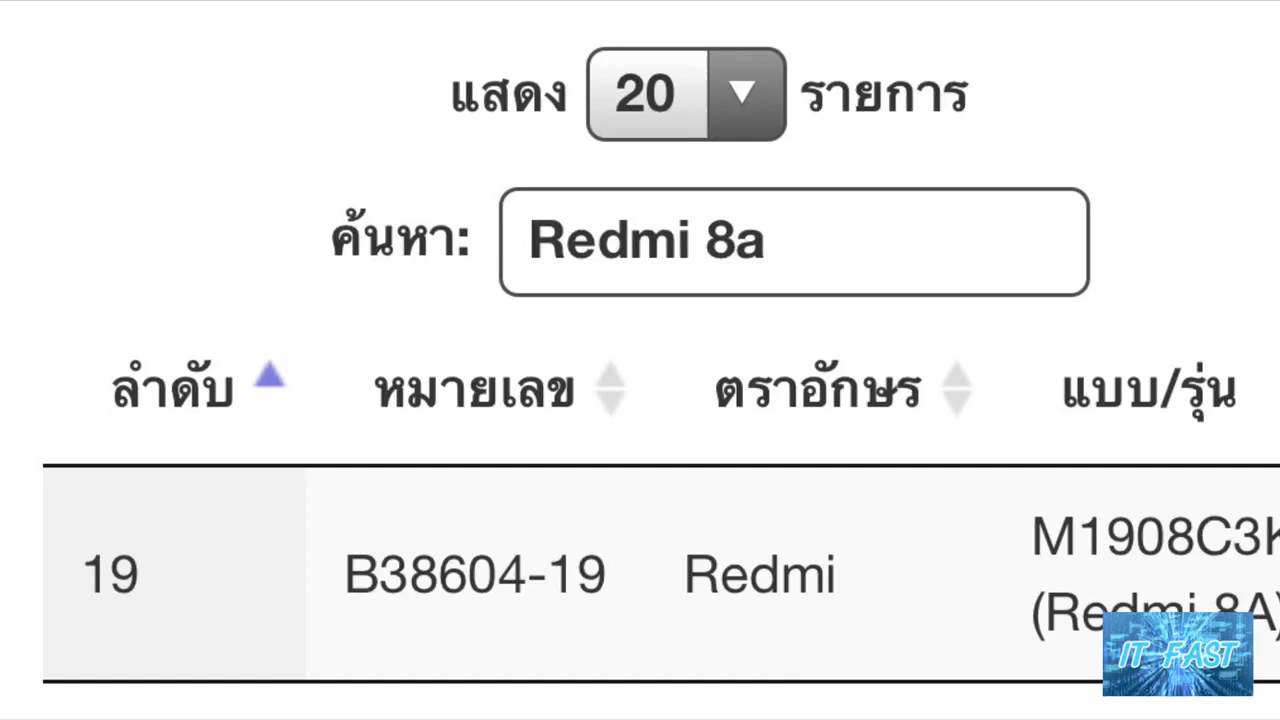 แสดง 20 รายการ
ค้นหา: Redmi 8a
ลำดับ หมายเลข ตราอักษร แบบ/รุ่น
19 B38604-19 Redmi M1908C3K
(Redmi 8A)
IT FAST